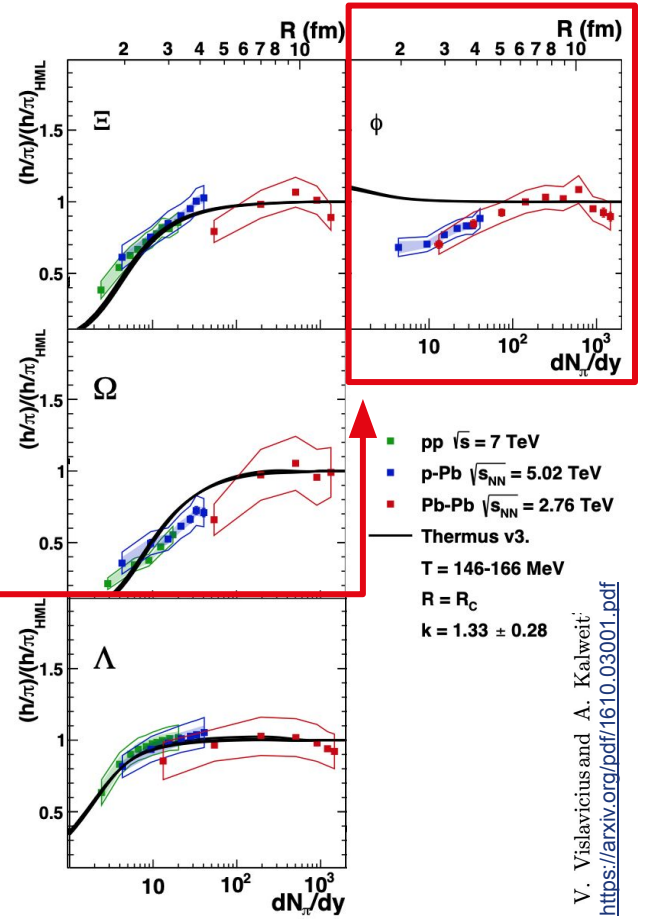 R (fm)
2 3 4 5 6 7 8 10
R (fm)
2 3 4 5 6 7 8 10
(h/π)/(h/π)HML
1.5
1
0.5
Ξ
ϕ
10 10² 10³
dNπ/dy
(h/π)/(h/π)HML
1.5
1
0.5
Ω
pp √s = 7 TeV
p-Pb √sNN = 5.02 TeV
Pb-Pb √sNN = 2.76 TeV
Thermus v3.
T = 146-166 MeV
R = RC
k = 1.33 ± 0.28
(h/π)/(h/π)HML
1.5
1
0.5
Λ
10 10² 10³
dNπ/dy
V. Vislavicius and A. Kalweit
https://arxiv.org/pdf/1610.03001.pdf